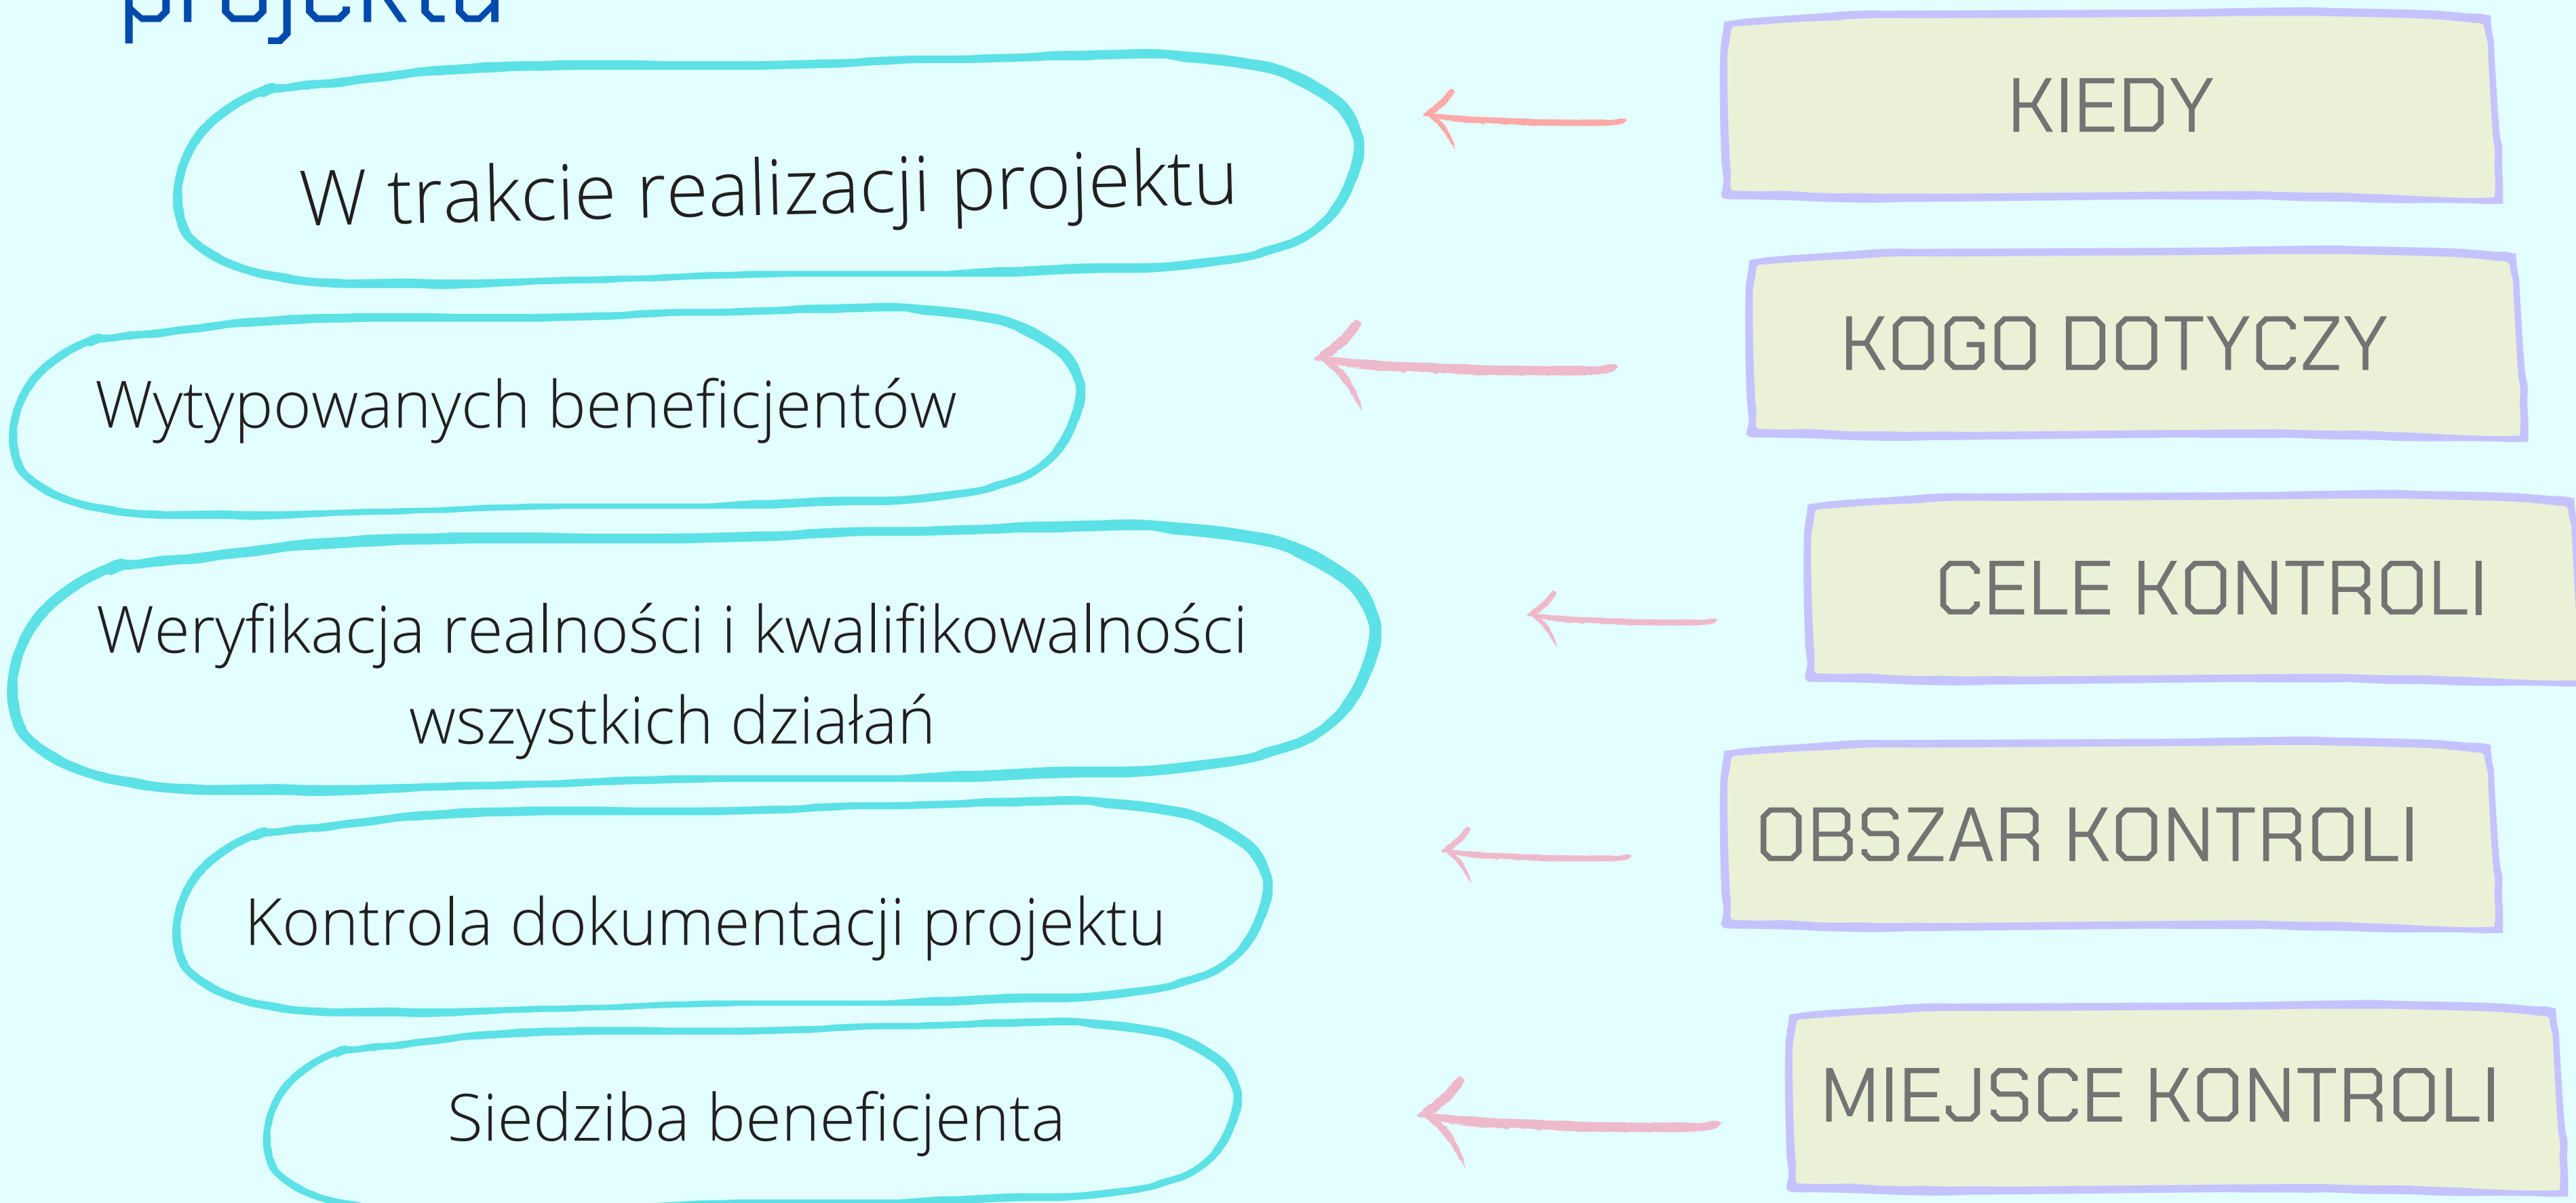 projektu
W trakcie realizacji projektu
KIEDY
Wytypowanych beneficjentów
KOGO DOTYCZY
Weryfikacja realności i kwalifikowalności
wszystkich działań
CELE KONTROLI
Kontrola dokumentacji projektu
OBSZAR KONTROLI
Siedziba beneficjenta
MIEJSCE KONTROLI